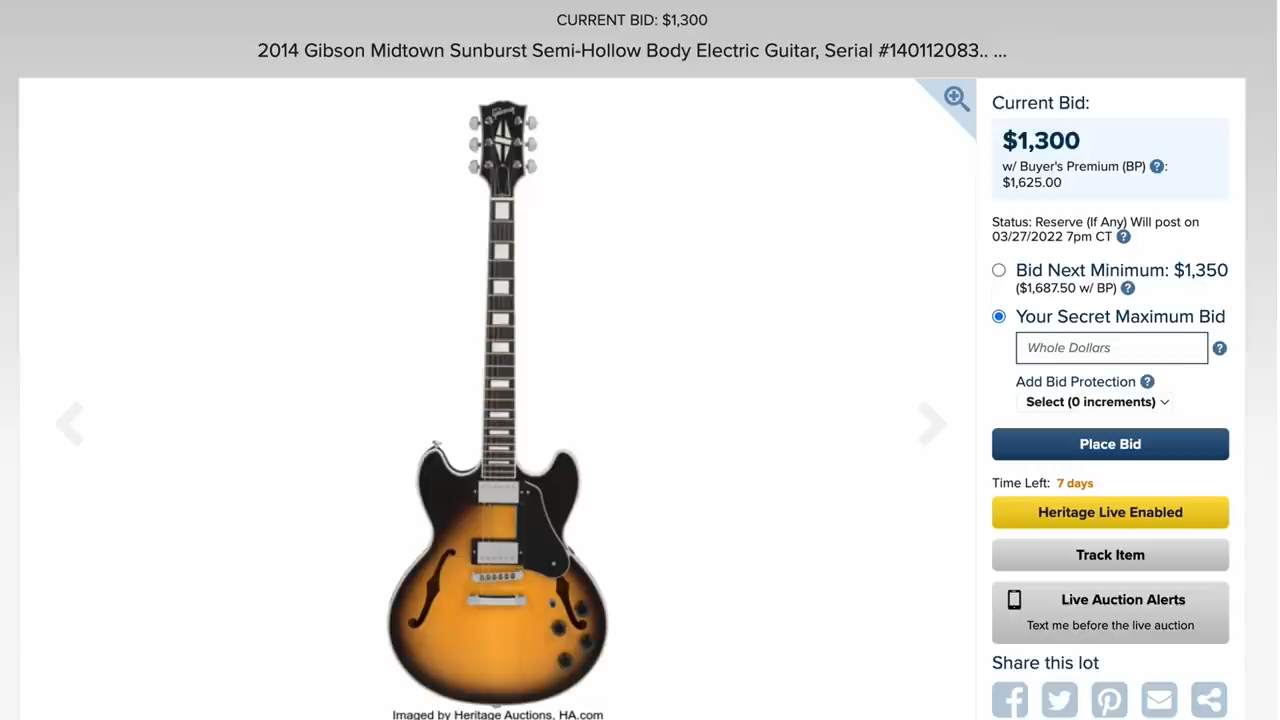 CURRENT BID: $1,300
2014 Gibson Midtown Sunburst Semi-Hollow Body Electric Guitar, Serial #140112083.. ...
Gibson
Imaged by Heritage Auctions, HA.com
Current Bid:
$1,300
w/ Buyer's Premium (BP) ?:
$1,625.00
Status: Reserve (If Any) Will post on
03/27/2022 7pm CT ?
Bid Next Minimum: $1,350
($1,687.50 w/ BP) ?
Your Secret Maximum Bid
Whole Dollars ?
Add Bid Protection ?
Select (0 increments)
Place Bid
Time Left: 7 days
Heritage Live Enabled
Track Item
Live Auction Alerts
Text me before the live auction
Share this lot